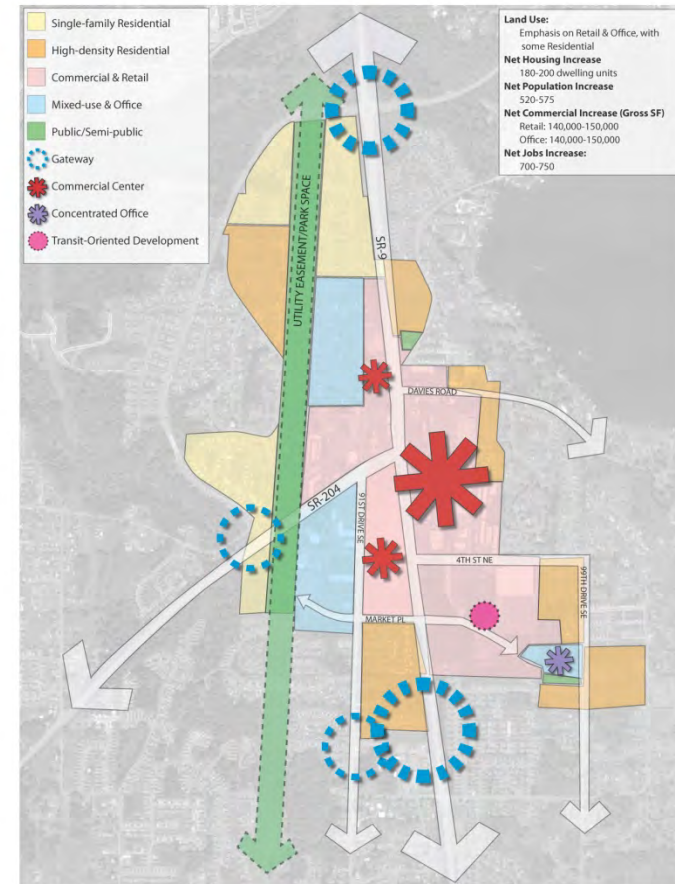 Single-family Residential
High-density Residential
Commercial & Retail
Mixed-use & Office
Public/Semi-public
Gateway
Commercial Center
Concentrated Office
Transit-Oriented Development
Land Use:
Emphasis on Retail & Office, with
some Residential
Net Housing Increase
180-200 dwelling units
Net Population Increase
520-575
Net Commercial Increase (Gross SF)
Retail: 140,000-150,000
Office: 140,000-150,000
Net Jobs Increase:
700-750
UTILITY EASEMENT/PARK SPACE
SR-9
DAVIES ROAD
SR-204
91ST DRIVE SE
4TH ST NE
99TH DRIVE SE
MARKET PL